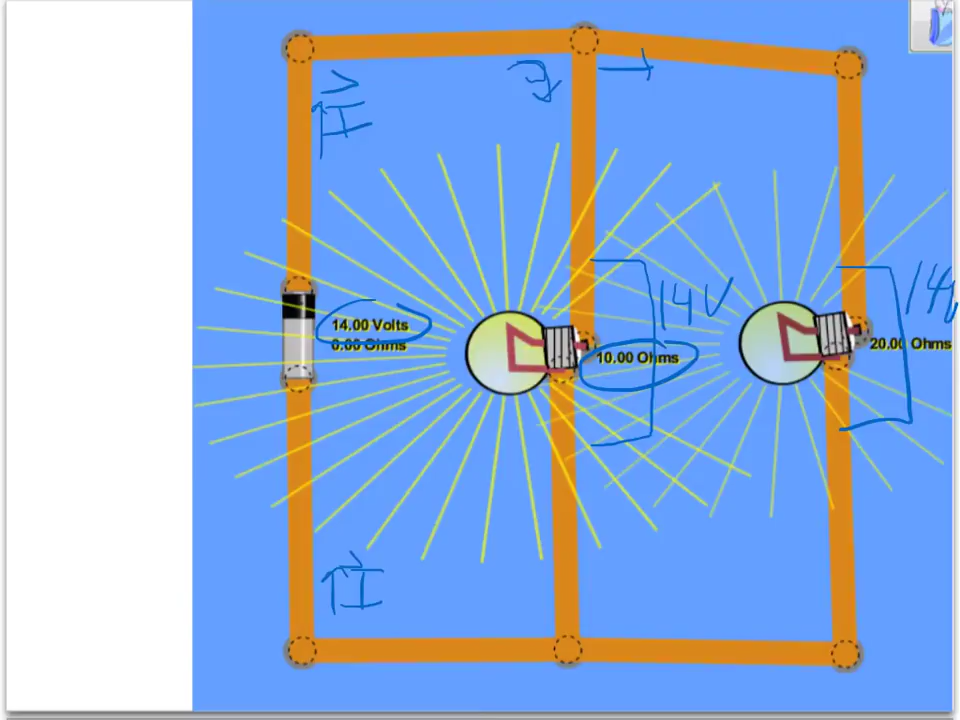 I
14.00 Volts
0.00 Ohms
14V
10.00 Ohms
20.00 Ohms
I